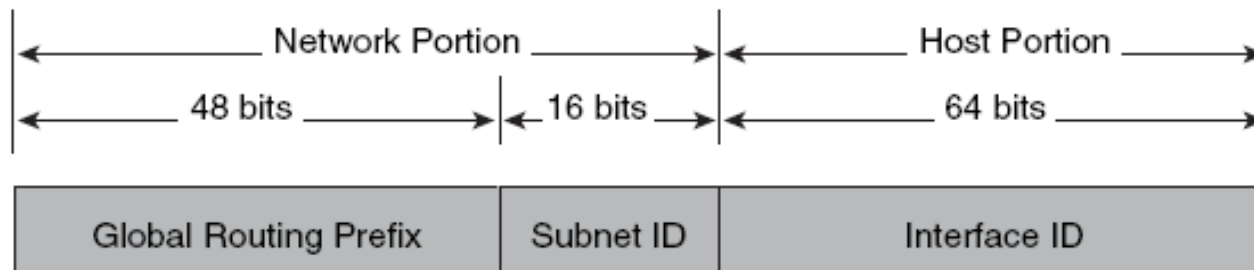 Network Portion Host Portion
48 bits 16 bits 64 bits
Global Routing Prefix Subnet ID Interface ID